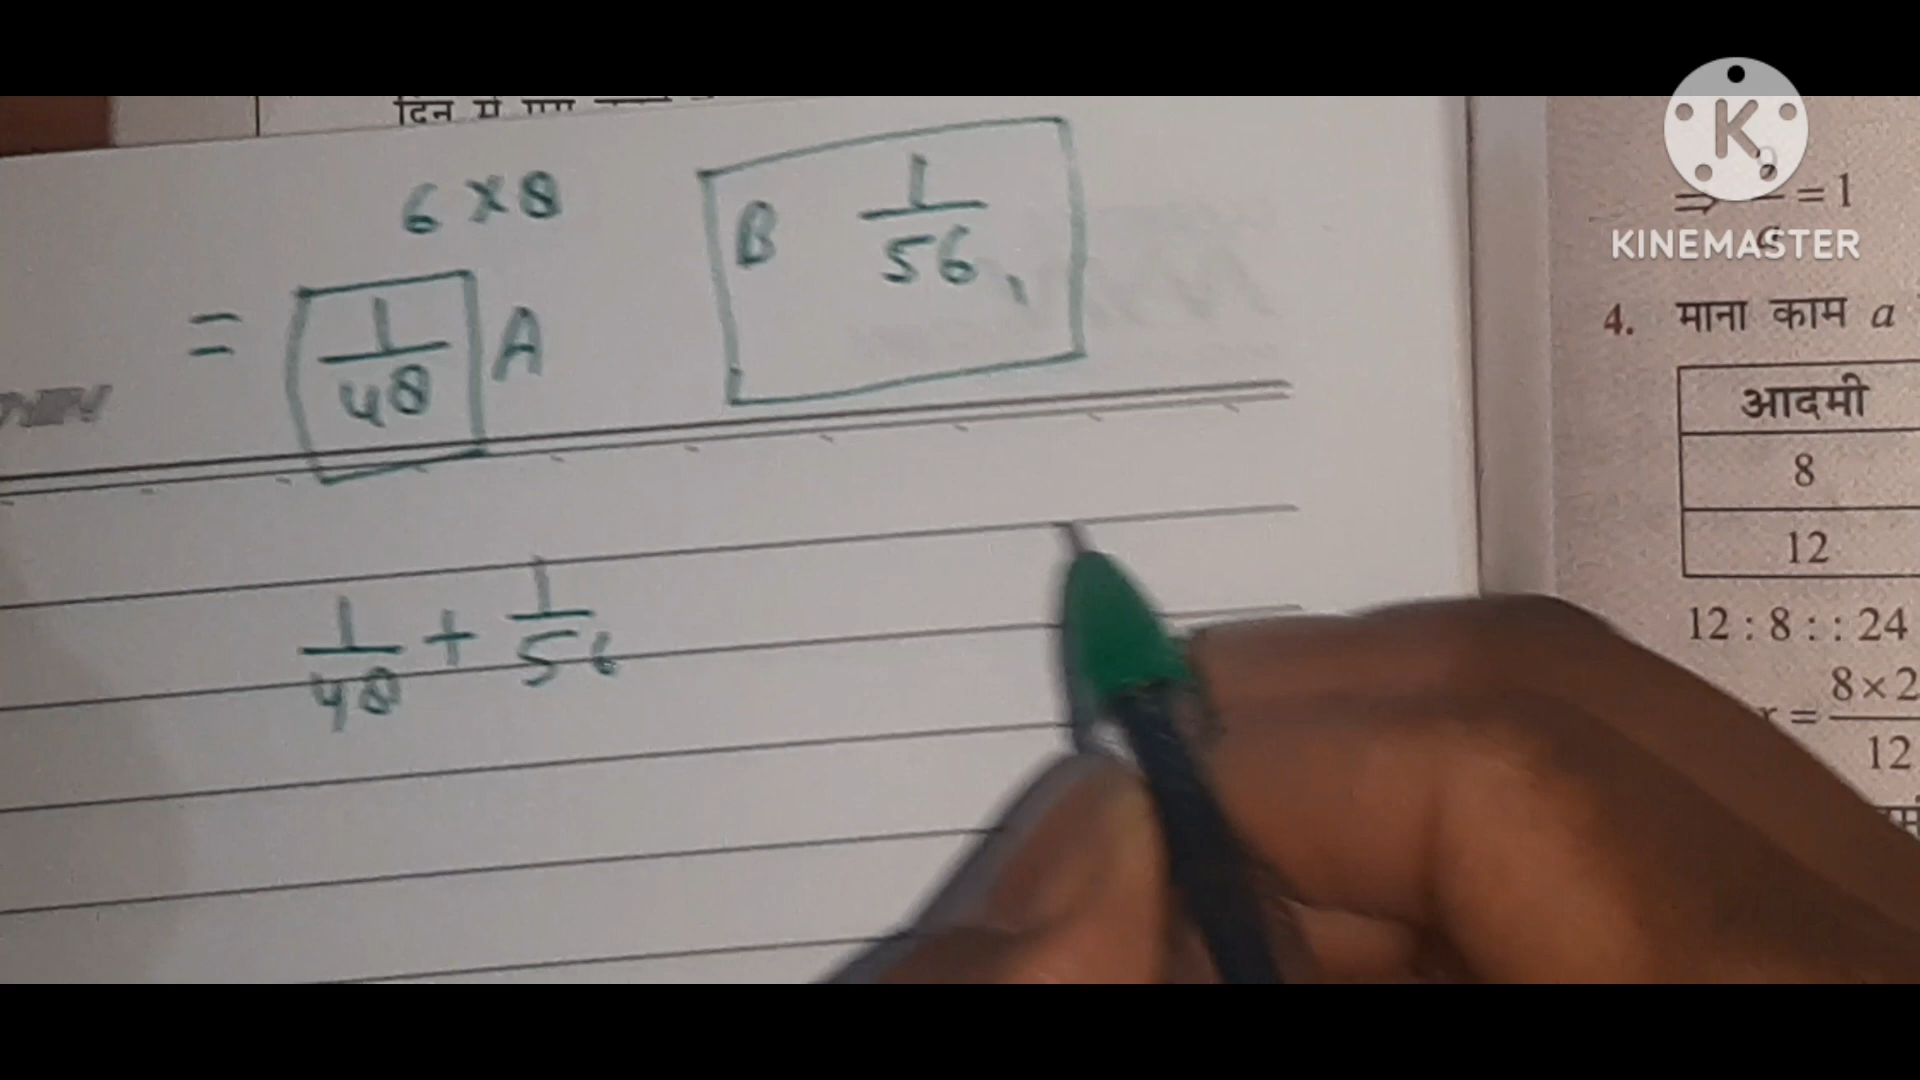 दिन में
6 × 8
B 1/56,
= 1/48 A
1/48 + 1/56
KINEMASTER
= 1
4. माना काम a
आदमी
8
12
12 : 8 : : 24
= 8 × 2
12